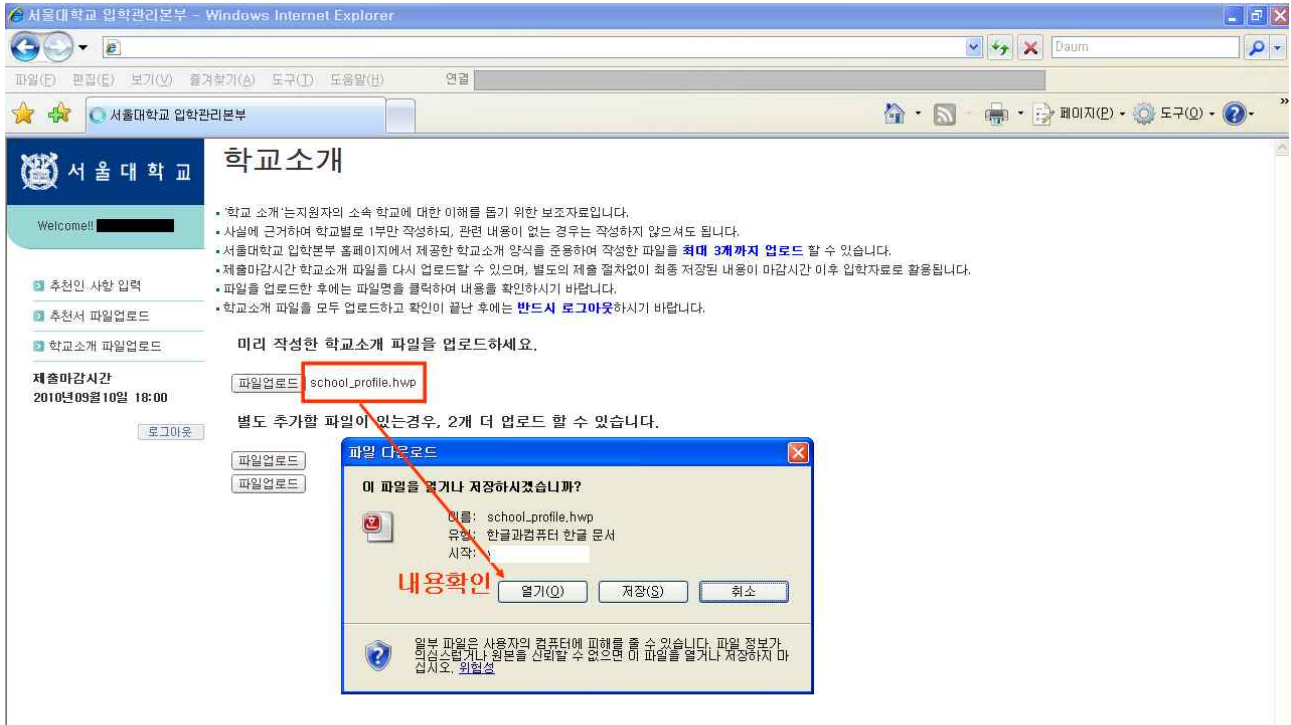 서울대학교 입학관리본부 - Windows Internet Explorer
Daum
파일(F) 편집(E) 보기(V) 즐겨찾기(A) 도구(T) 도움말(H) 연결
서울대학교 입학관리본부
페이지(P) 도구(O) »
서울대학교
학교소개
Welcome!!
• '학교 소개'는지원자의 소속 학교에 대한 이해를 돕기 위한 보조자료입니다.
• 사실에 근거하여 학교별로 1부만 작성하되, 관련 내용이 없는 경우는 작성하지 않으셔도 됩니다.
• 서울대학교 입학본부 홈페이지에서 제공한 학교소개 양식을 준용하여 작성한 파일을 최대 3개까지 업로드 할 수 있습니다.
• 제출마감시간 학교소개 파일을 다시 업로드할 수 있으며, 별도의 제출 절차없이 최종 저장된 내용이 마감시간 이후 입학자료로 활용됩니다.
• 파일을 업로드한 후에는 파일명을 클릭하여 내용을 확인하시기 바랍니다.
• 학교소개 파일을 모두 업로드하고 확인이 끝난 후에는 반드시 로그아웃하시기 바랍니다.
추천인 사항 입력
추천서 파일업로드
학교소개 파일업로드
제출마감시간
2010년09월10일 18:00
로그아웃
미리 작성한 학교소개 파일을 업로드하세요.
파일업로드 school_profile.hwp
별도 추가할 파일이 있는경우, 2개 더 업로드 할 수 있습니다.
파일업로드
파일업로드
파일 다운로드
이 파일을 열거나 저장하시겠습니까?
이름: school_profile.hwp
유형: 한글과컴퓨터 한글 문서
시작:
내용확인
열기(O) 저장(S) 취소
일부 파일은 사용자의 컴퓨터에 피해를 줄 수 있습니다. 파일 정보가
의심스럽거나 원본을 신뢰할 수 없으면 이 파일을 열거나 저장하지 마
십시오. 위험성